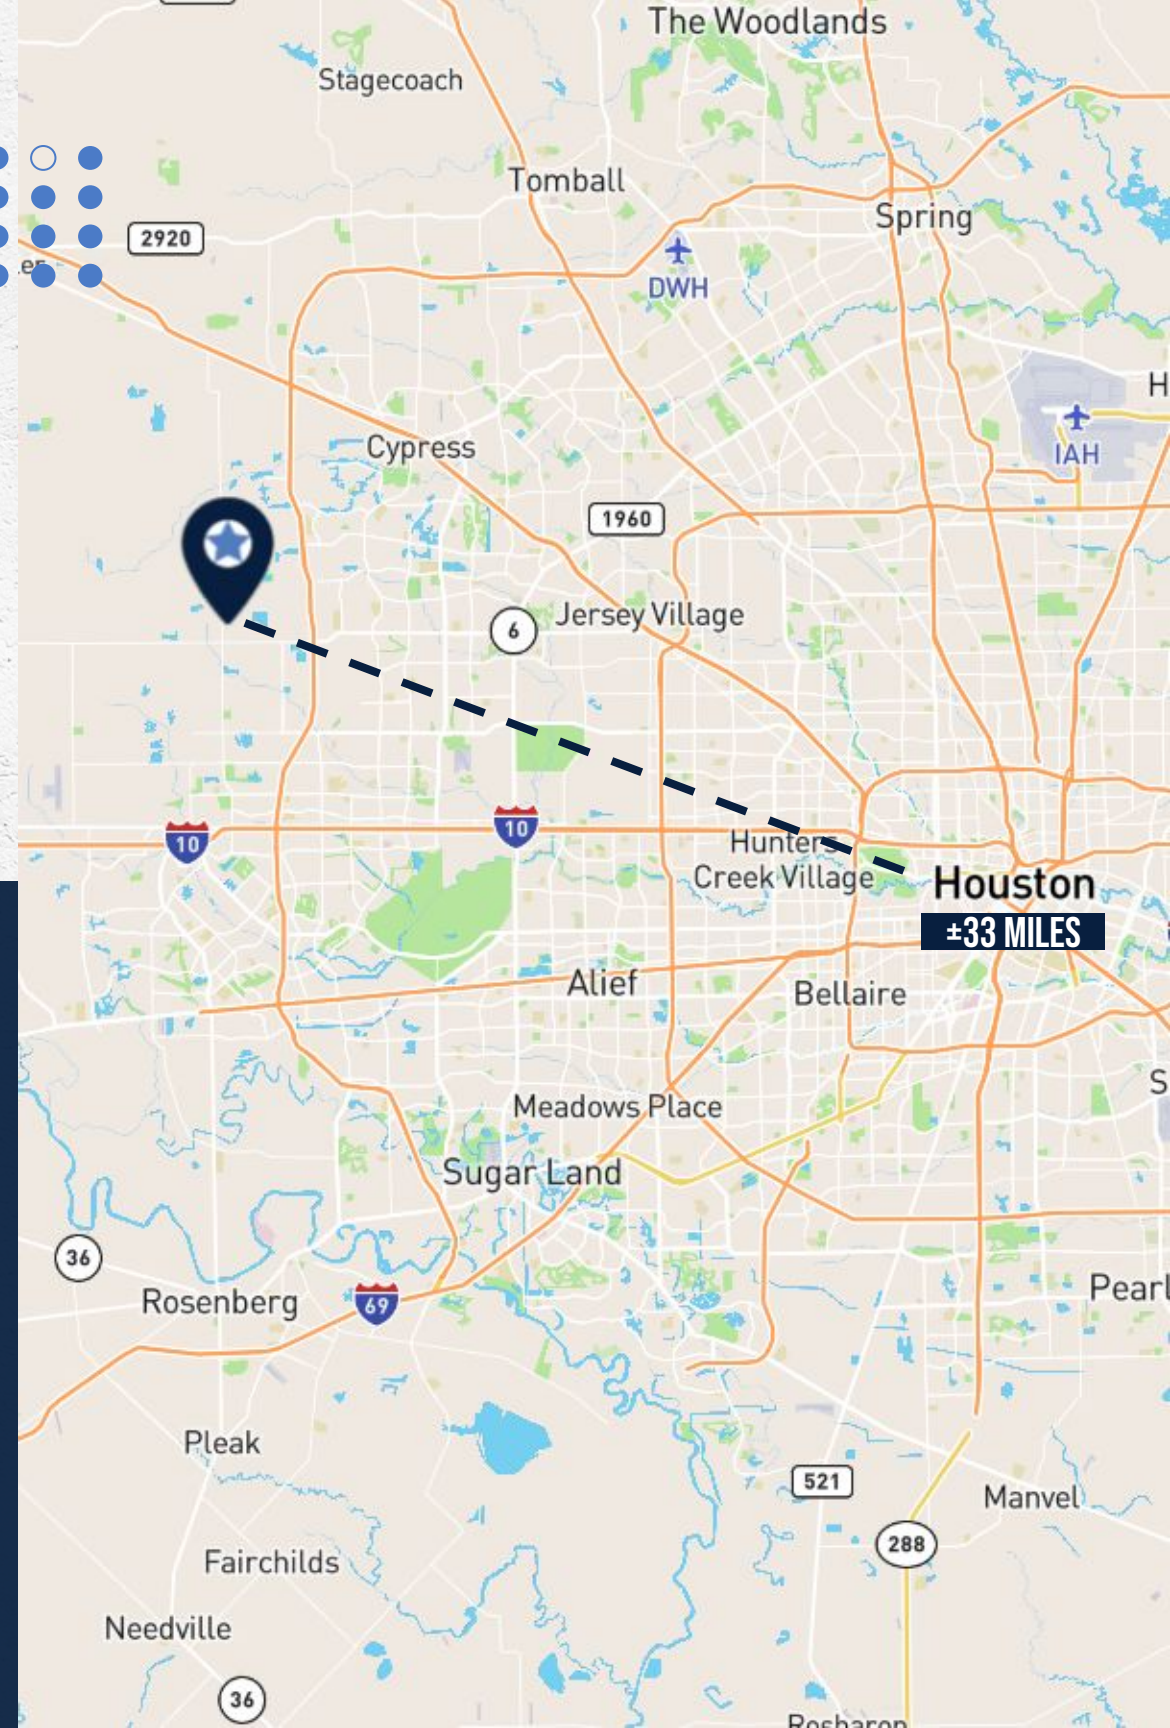 The Woodlands
Stagecoach
Tomball
Spring
2920
er
DWH
H
Cypress
IAH
1960
6
Jersey Village
10
10
Hunters
Creek Village
Houston
±33 MILES
Alief
Bellaire
S
Meadows Place
Sugar Land
36
Rosenberg
69
Pearl
Pleak
521
Manvel
288
Fairchilds
Needville
36
Rosharon